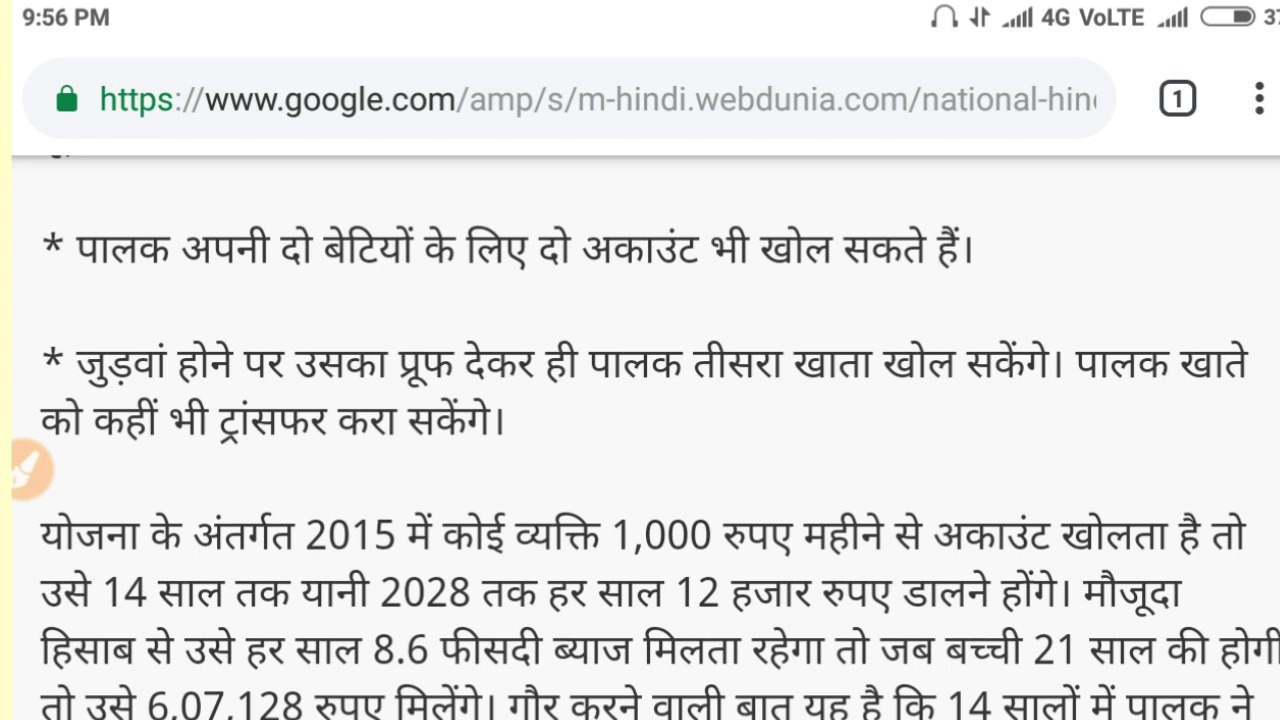 9:56 PM 4G VoLTE
https://www.google.com/amp/s/m-hindi.webdunia.com/national-hin 1
* पालक अपनी दो बेटियों के लिए दो अकाउंट भी खोल सकते हैं।
* जुड़वां होने पर उसका प्रूफ देकर ही पालक तीसरा खाता खोल सकेंगे। पालक खाते
को कहीं भी ट्रांसफर करा सकेंगे।
योजना के अंतर्गत 2015 में कोई व्यक्ति 1,000 रुपए महीने से अकाउंट खोलता है तो
उसे 14 साल तक यानी 2028 तक हर साल 12 हजार रुपए डालने होंगे। मौजूदा
हिसाब से उसे हर साल 8.6 फीसदी ब्याज मिलता रहेगा तो जब बच्ची 21 साल की होगी
तो उसे 6,07,128 रुपए मिलेंगे। गौर करने वाली बात यह है कि 14 सालों में पालक ने